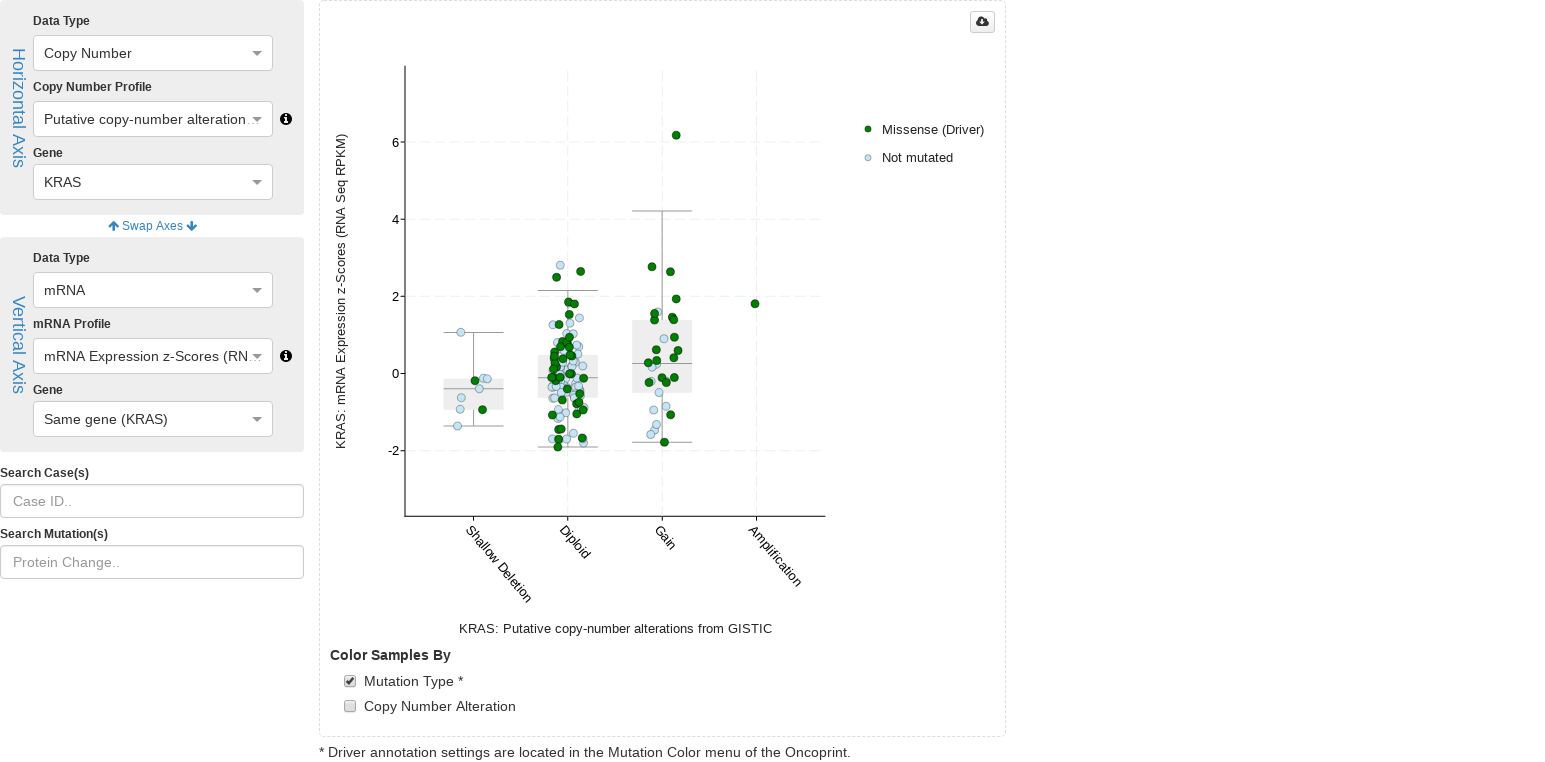 Horizontal Axis
Data Type
Copy Number
Copy Number Profile
Putative copy-number alteration...
Gene
KRAS
Swap Axes
Vertical Axis
Data Type
mRNA
mRNA Profile
mRNA Expression z-Scores (RN...
Gene
Same gene (KRAS)
Search Case(s)
Case ID..
Search Mutation(s)
Protein Change..
KRAS: mRNA Expression z-Scores (RNA Seq RPKM)
6
4
2
0
-2
Shallow Deletion
Diploid
Gain
Amplification
KRAS: Putative copy-number alterations from GISTIC
Missense (Driver)
Not mutated
Color Samples By
Mutation Type *
Copy Number Alteration
* Driver annotation settings are located in the Mutation Color menu of the Oncoprint.